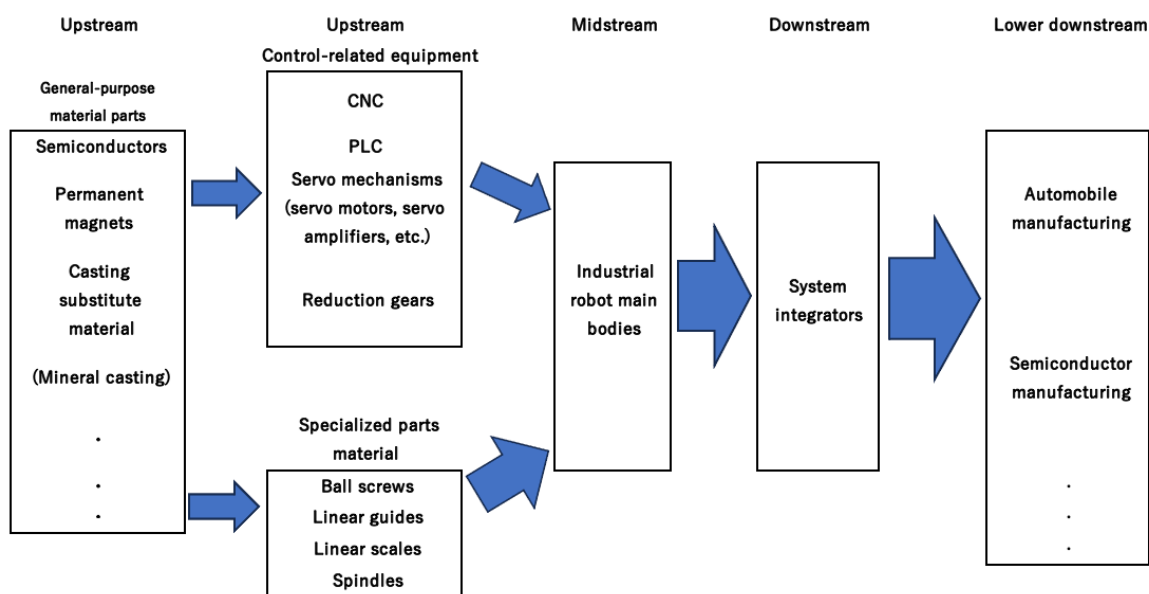 Upstream
Upstream
Midstream
Downstream
Lower downstream
General-purpose
material parts
Semiconductors
Permanent
magnets
Casting
substitute
material
(Mineral casting)
.
.
.
Control-related equipment
CNC
PLC
Servo mechanisms
(servo motors, servo
amplifiers, etc.)
Reduction gears
Specialized parts
material
Ball screws
Linear guides
Linear scales
Spindles
Industrial
robot main
bodies
System
integrators
Automobile
manufacturing
Semiconductor
manufacturing
.
.
.